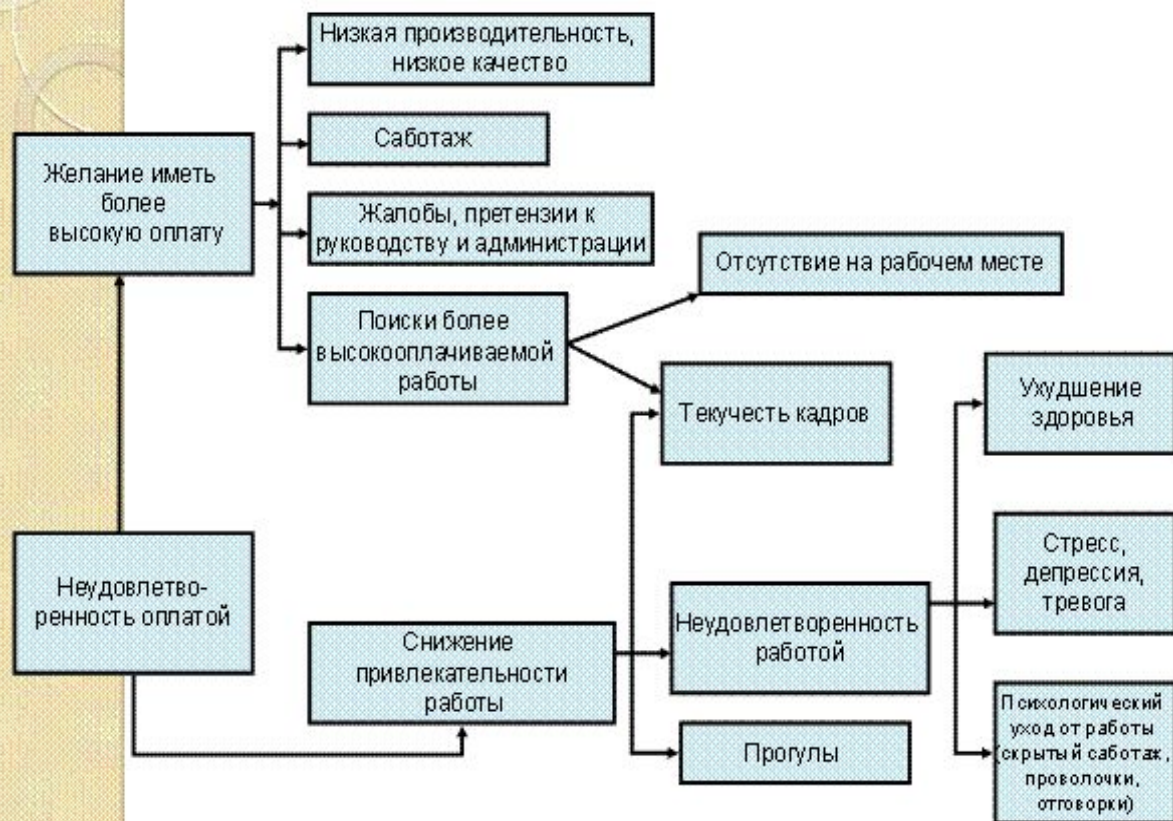 Низкая производительность,
низкое качество
Саботаж
Желание иметь
более
высокую оплату
Жалобы, претензии к
руководству и администрации
Отсутствие на рабочем месте
Поиски более
высокооплачиваемой
работы
Текучесть кадров
Ухудшение
здоровья
Неудовлетво-
ренность оплатой
Снижение
привлекательности
работы
Неудовлетворенность
работой
Стресс,
депрессия,
тревога
Прогулы
Психологический
уход от работы
(скрытый саботаж,
проволочки,
отговорки)